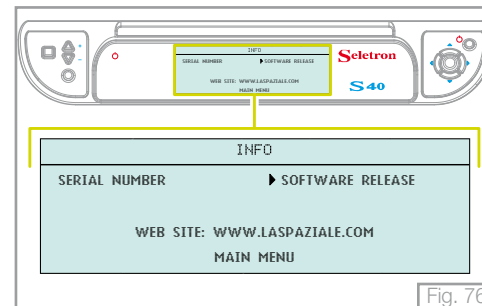 INFO
SERIAL NUMBER SOFTWARE RELEASE
WEB SITE: WWW.LASPAZIALE.COM
MAIN MENU
Seletron
S40
INFO
SERIAL NUMBER SOFTWARE RELEASE
WEB SITE: WWW.LASPAZIALE.COM
MAIN MENU
Fig. 76